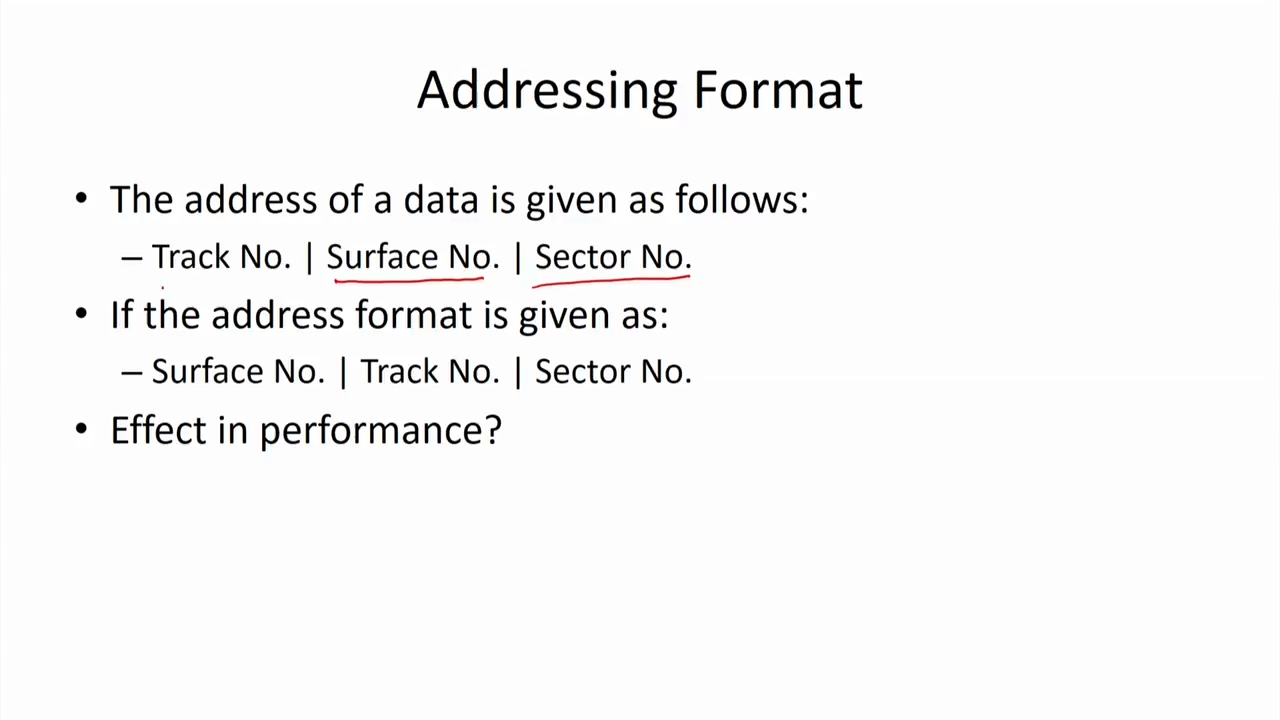 Addressing Format
• The address of a data is given as follows:
– Track No. | Surface No. | Sector No.
• If the address format is given as:
– Surface No. | Track No. | Sector No.
• Effect in performance?